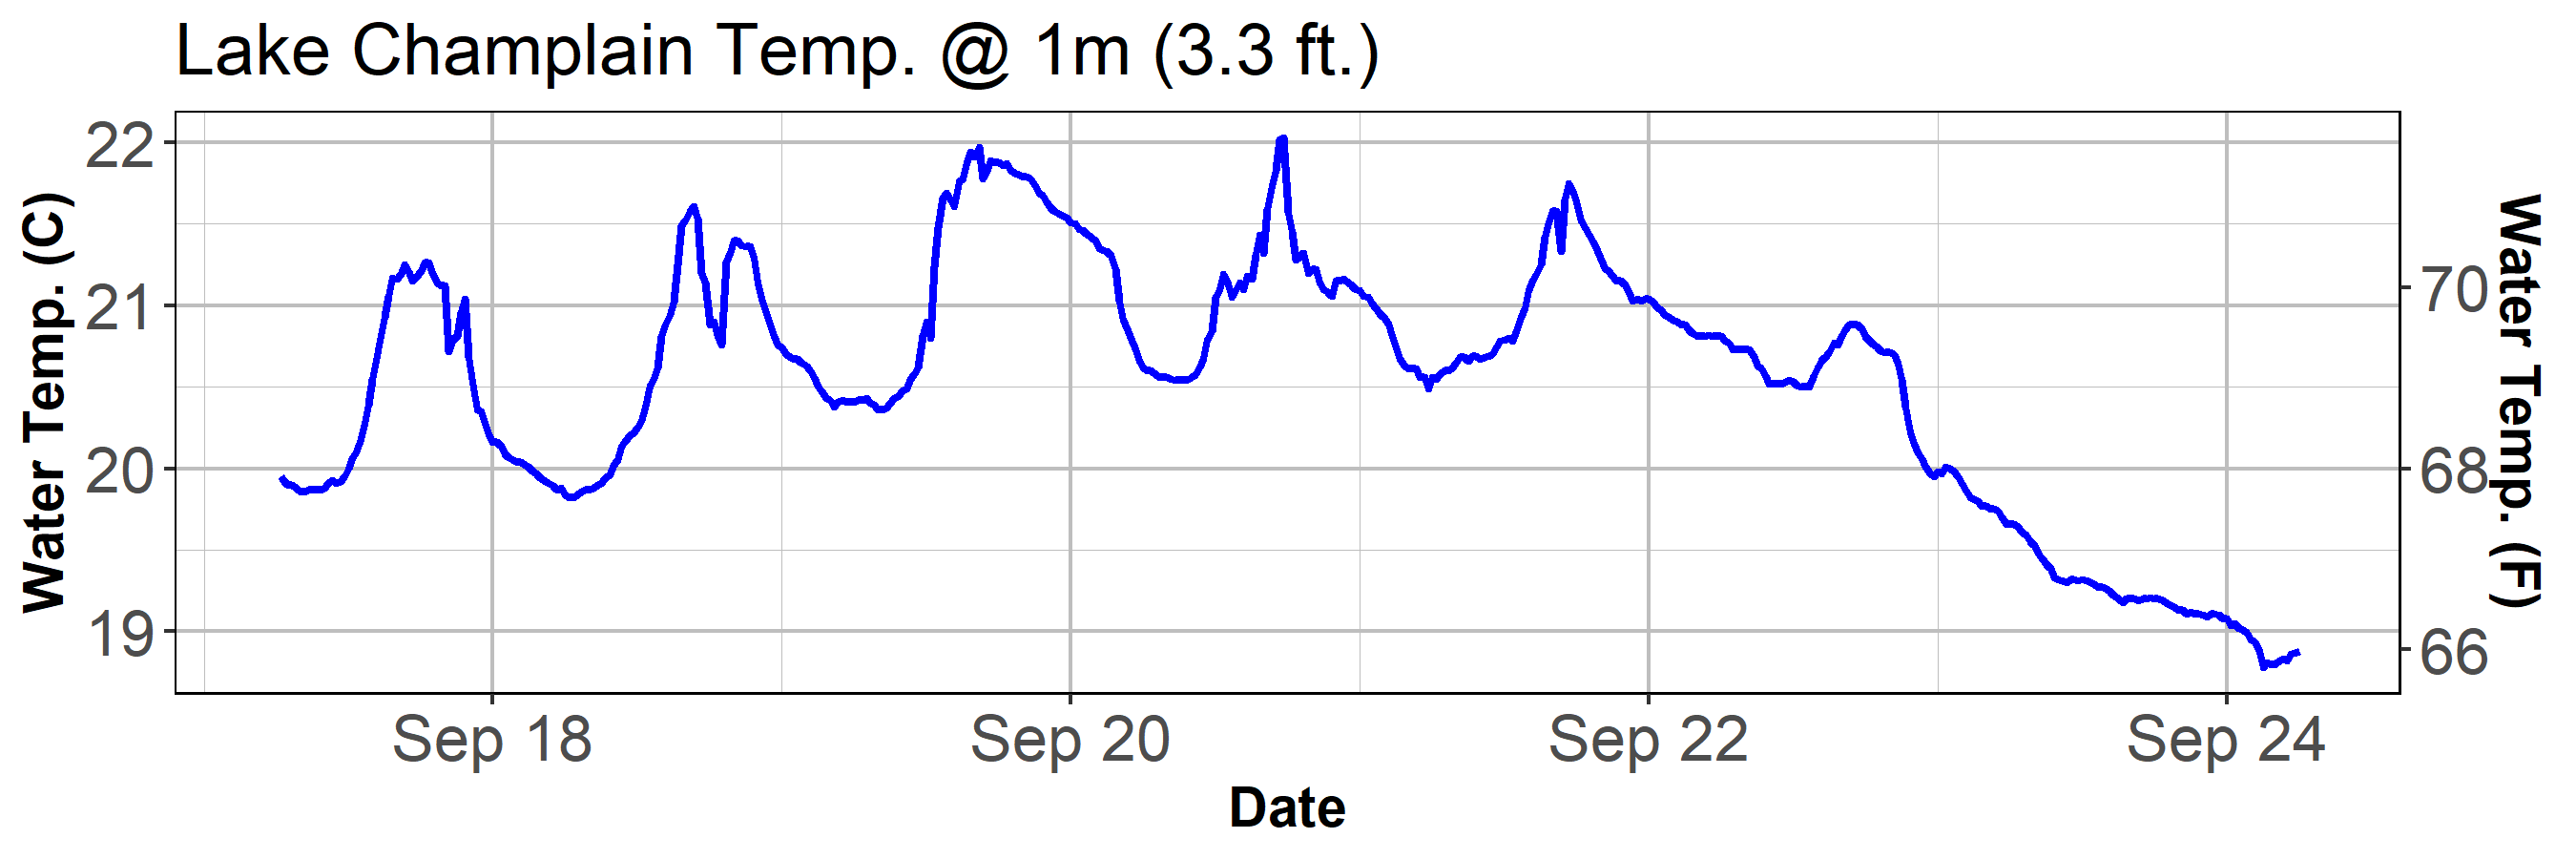 Lake Champlain Temp. @ 1m (3.3 ft.)
22
21
20
19
Water Temp. (C)
70
68
66
Water Temp. (F)
Sep 18 Sep 20 Sep 22 Sep 24
Date